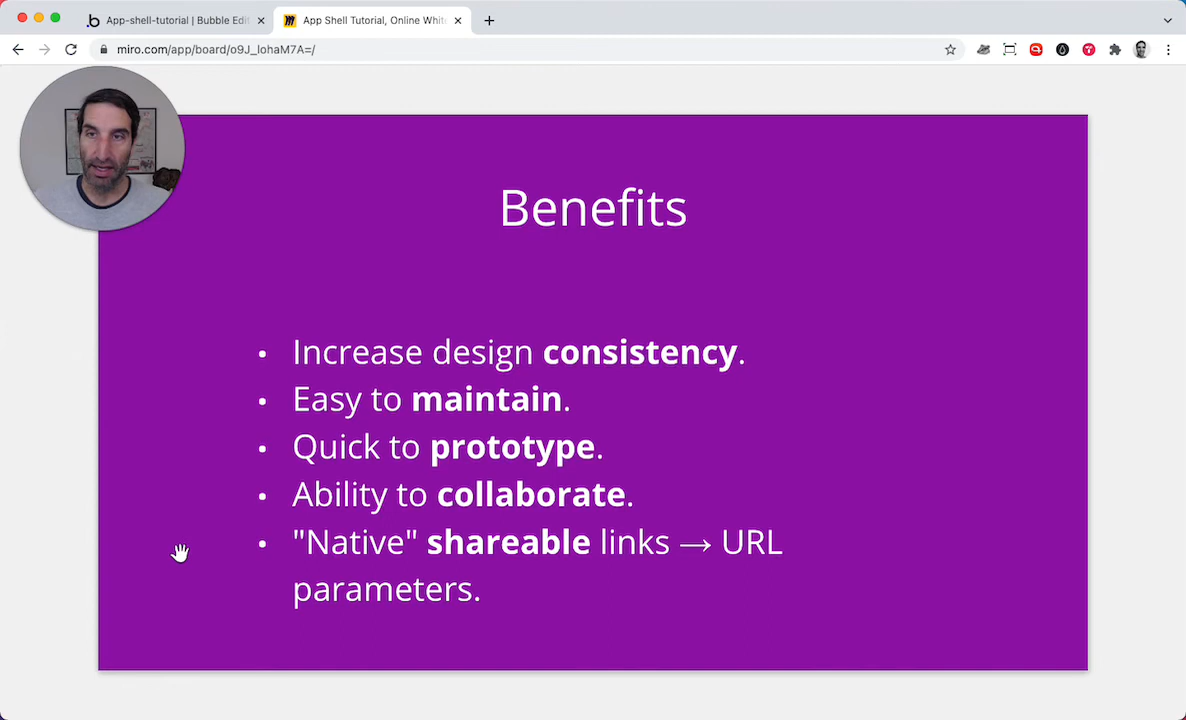 App-shell-tutorial | Bubble Edit
App Shell Tutorial, Online Whit
miro.com/app/board/o9J_lohaM7A=/
Benefits
• Increase design consistency.
• Easy to maintain.
• Quick to prototype.
• Ability to collaborate.
• "Native" shareable links → URL
parameters.